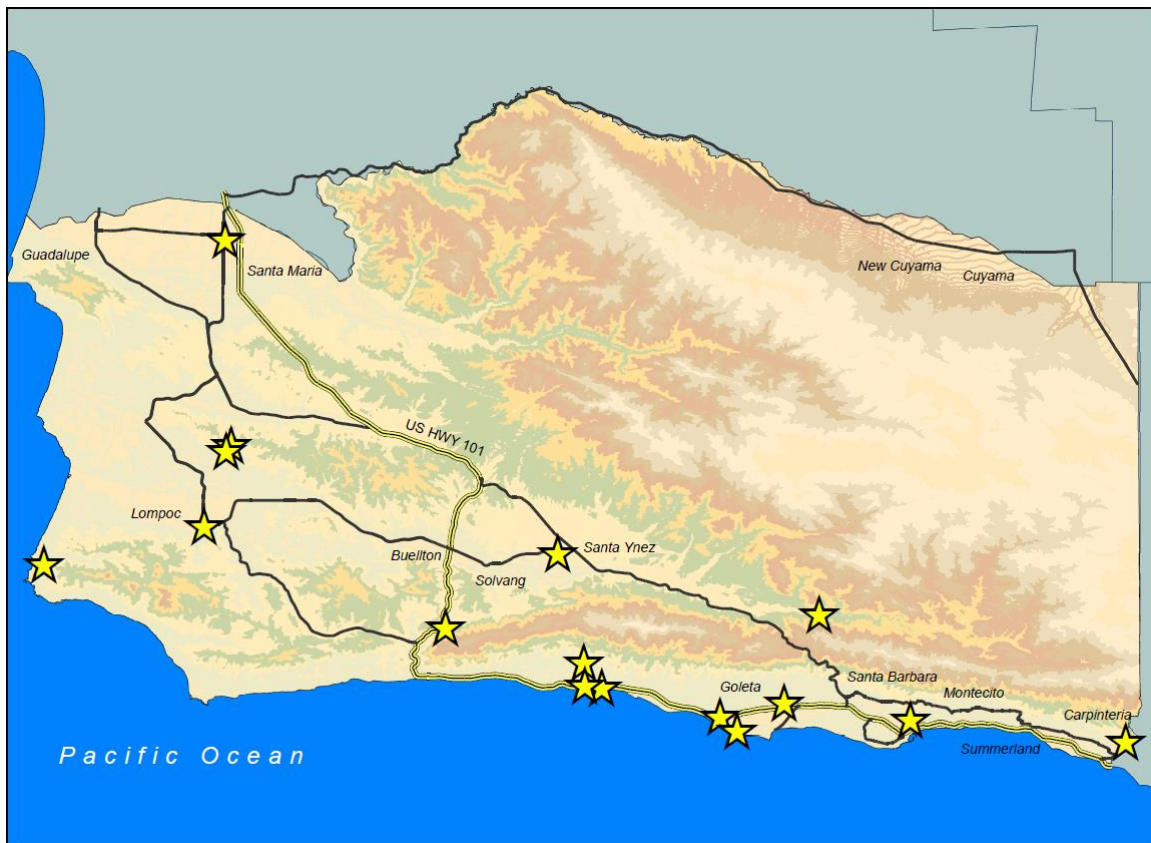 Guadalupe
Santa Maria
New Cuyama
Cuyama
US HWY 101
Lompoc
Buellton
Santa Ynez
Solvang
Goleta
Santa Barbara
Montecito
Carpinteria
Summerland
Pacific Ocean